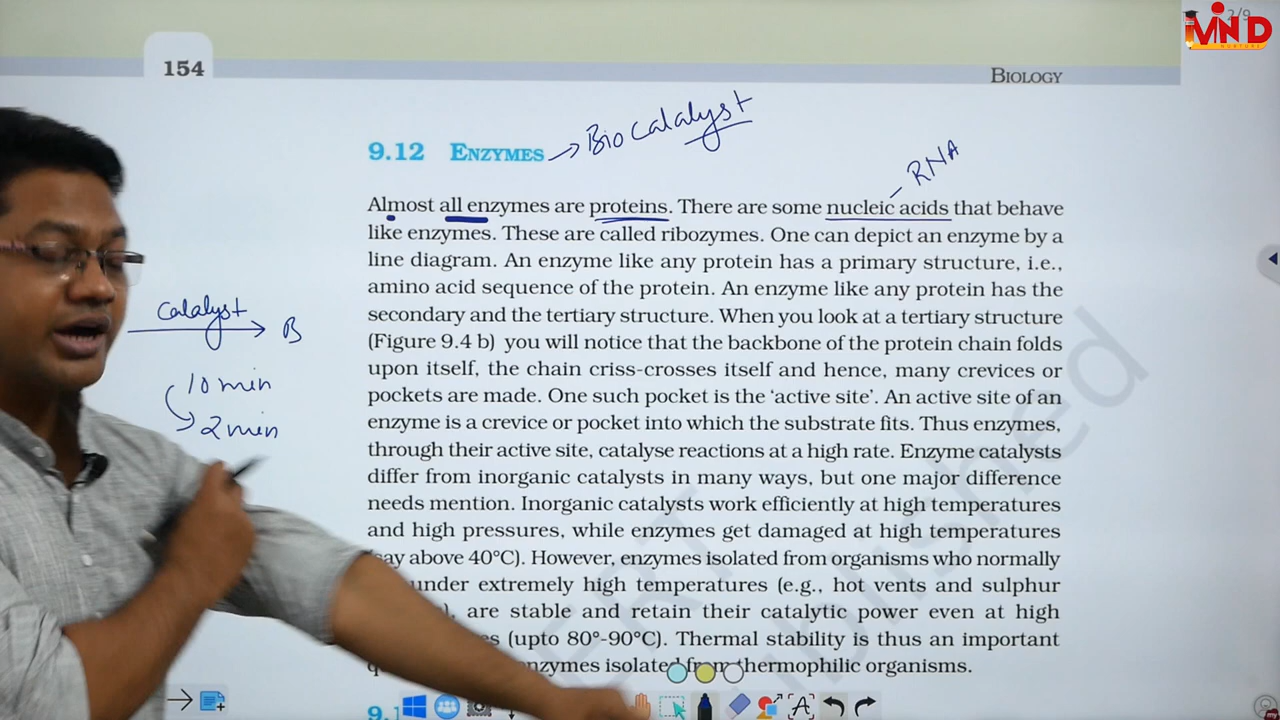 2/9
MIND
NURTURE
154
BIOLOGY
9.12 ENZYMES → Biocatalyst
RNA
Almost all enzymes are proteins. There are some nucleic acids that behave
like enzymes. These are called ribozymes. One can depict an enzyme by a
line diagram. An enzyme like any protein has a primary structure, i.e.,
amino acid sequence of the protein. An enzyme like any protein has the
secondary and the tertiary structure. When you look at a tertiary structure
(Figure 9.4 b) you will notice that the backbone of the protein chain folds
upon itself, the chain criss-crosses itself and hence, many crevices or
pockets are made. One such pocket is the ‘active site’. An active site of an
enzyme is a crevice or pocket into which the substrate fits. Thus enzymes,
through their active site, catalyse reactions at a high rate. Enzyme catalysts
differ from inorganic catalysts in many ways, but one major difference
needs mention. Inorganic catalysts work efficiently at high temperatures
and high pressures, while enzymes get damaged at high temperatures
say above 40°C). However, enzymes isolated from organisms who normally
under extremely high temperatures (e.g., hot vents and sulphur
are stable and retain their catalytic power even at high
(upto 80°-90°C). Thermal stability is thus an important
enzymes isolated from thermophilic organisms.
catalyst
B
10 min
2 min
published